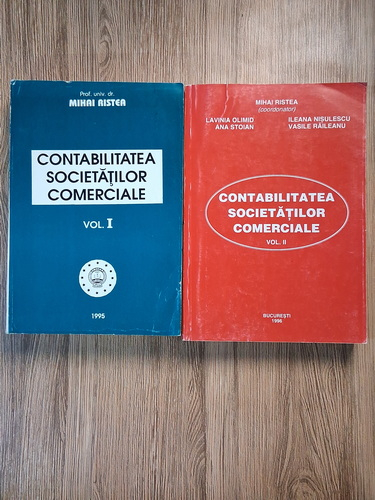 Prof. univ. dr.
MIHAI RISTEA
CONTABILITATEA
SOCIETĂȚILOR
COMERCIALE
VOL. I
1995
MIHAI RISTEA
(coordonator)
LAVINIA OLIMID ILEANA NIȘULESCU
ANA STOIAN VASILE RĂILEANU
CONTABILITATEA
SOCIETĂȚILOR
COMERCIALE
VOL. II
BUCUREȘTI
1996